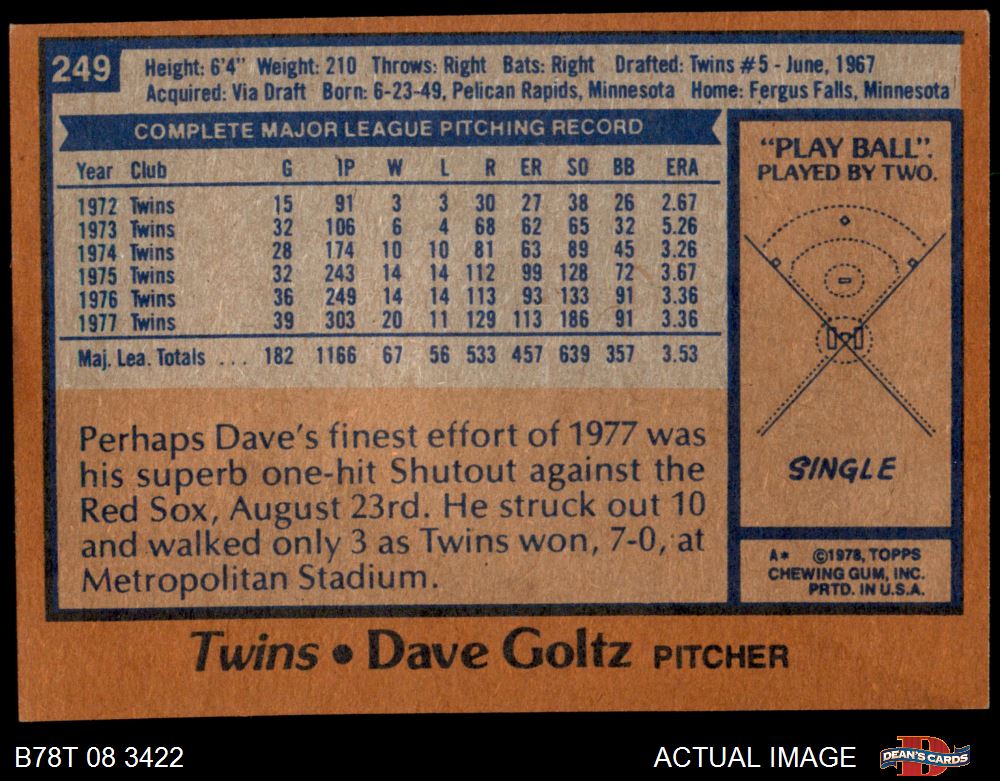 249
Height: 6'4" Weight: 210 Throws: Right Bats: Right Drafted: Twins #5 - June, 1967
Acquired: Via Draft Born: 6-23-49, Pelican Rapids, Minnesota Home: Fergus Falls, Minnesota
COMPLETE MAJOR LEAGUE PITCHING RECORD
Year Club G IP W L R ER SO BB ERA
1972 Twins 15 91 3 3 30 27 38 26 2.67
1973 Twins 32 106 6 4 68 62 65 32 5.26
1974 Twins 28 174 10 10 81 63 89 45 3.26
1975 Twins 32 243 14 14 112 99 128 72 3.67
1976 Twins 36 249 14 14 113 93 133 91 3.36
1977 Twins 39 303 20 11 129 113 186 91 3.36
Maj. Lea. Totals ... 182 1166 67 56 533 457 639 357 3.53
Perhaps Dave's finest effort of 1977 was
his superb one-hit Shutout against the
Red Sox, August 23rd. He struck out 10
and walked only 3 as Twins won, 7-0, at
Metropolitan Stadium.
"PLAY BALL".
PLAYED BY TWO.
SINGLE
A* ©1978, TOPPS
CHEWING GUM, INC.
PRTD. IN U.S.A.
Twins • Dave Goltz PITCHER
B78T 08 3422
ACTUAL IMAGE
D
DEAN'S CARDS